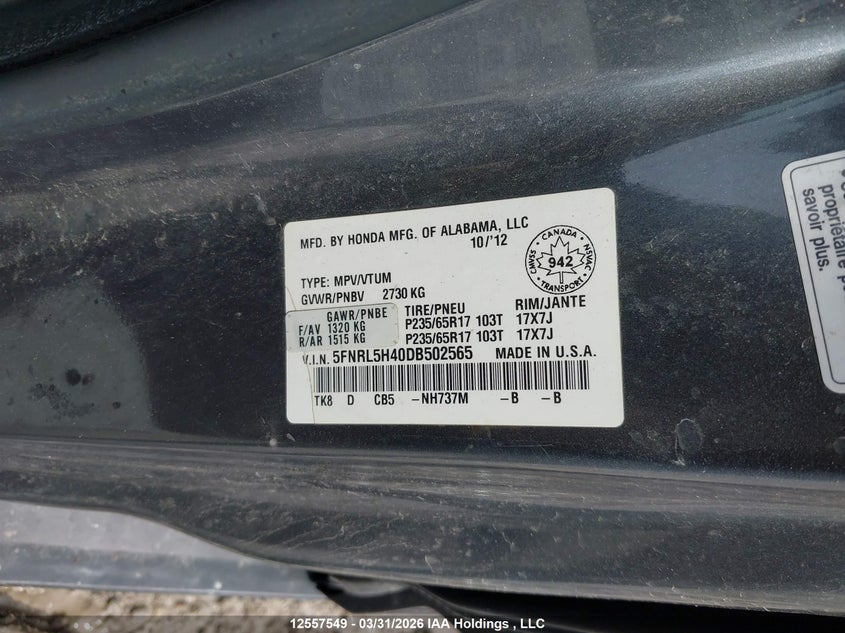 MFD. BY HONDA MFG. OF ALABAMA, LLC
10/'12
TYPE: MPV/VTUM
GVWR/PNBV 2730 KG
GAWR/PNBE
F/AV 1320 KG
R/AR 1515 KG
TIRE/PNEU RIM/JANTE
P235/65R17 103T 17X7J
P235/65R17 103T 17X7J
V.I.N. 5FNRL5H40DB502565 MADE IN U.S.A.
TK8 D CB5 -NH737M -B -B
CANADA
CMVSS 942 NSVAC
TRANSPORT
propriétaire
savoir plus.
12557549 - 03/31/2026 IAA Holdings , LLC